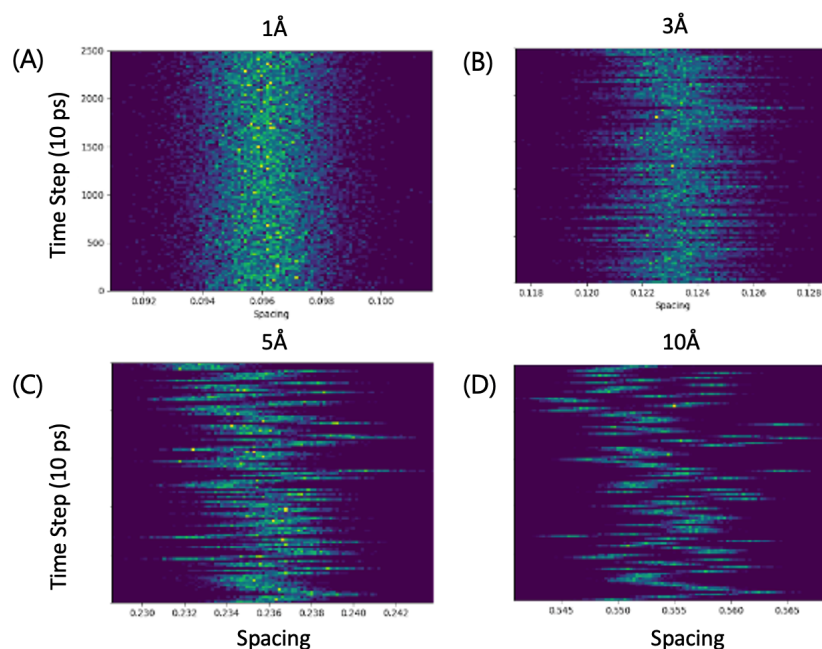 1Å
3Å
(A)
(B)
Time Step (10 ps)
2500
2000
1500
1000
500
0
0.092 0.094 0.096 0.098 0.100
Spacing
0.118 0.120 0.122 0.124 0.126 0.128
Spacing
5Å
10Å
(C)
(D)
Time Step (10 ps)
0.230 0.232 0.234 0.236 0.238 0.240 0.242
0.545 0.550 0.555 0.560 0.565
Spacing
Spacing